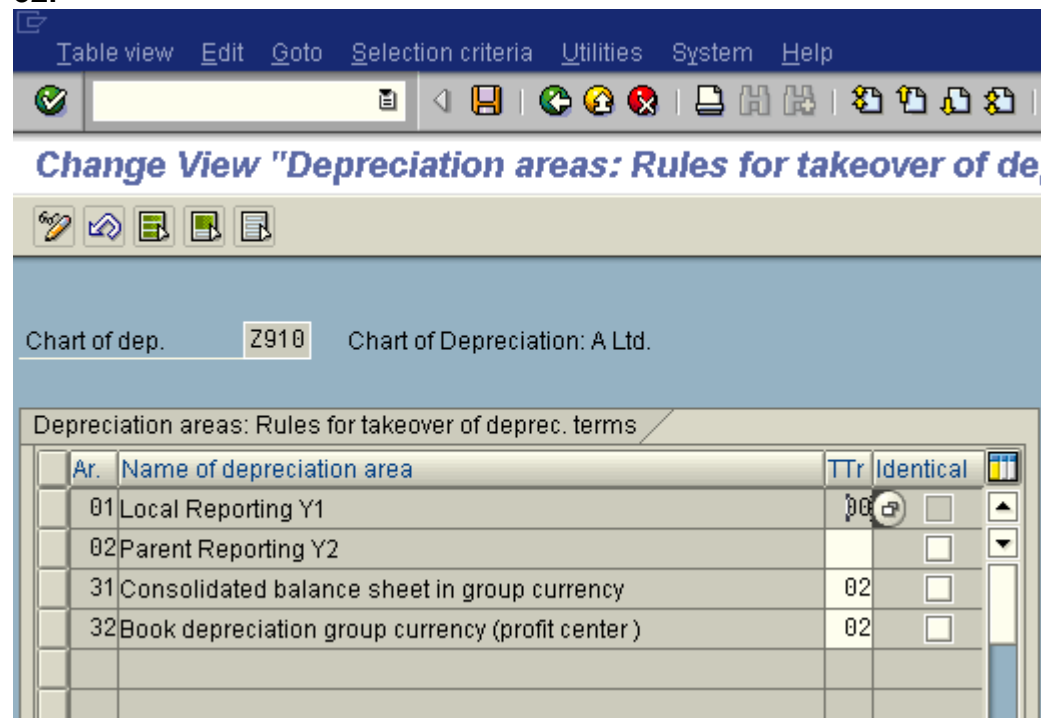 Table view Edit Goto Selection criteria Utilities System Help
Change View "Depreciation areas: Rules for takeover of de
Chart of dep. Z910 Chart of Depreciation: A Ltd.
Depreciation areas: Rules for takeover of deprec. terms
Ar. Name of depreciation area TTr Identical
01 Local Reporting Y1 00
02 Parent Reporting Y2
31 Consolidated balance sheet in group currency 02
32 Book depreciation group currency (profit center ) 02